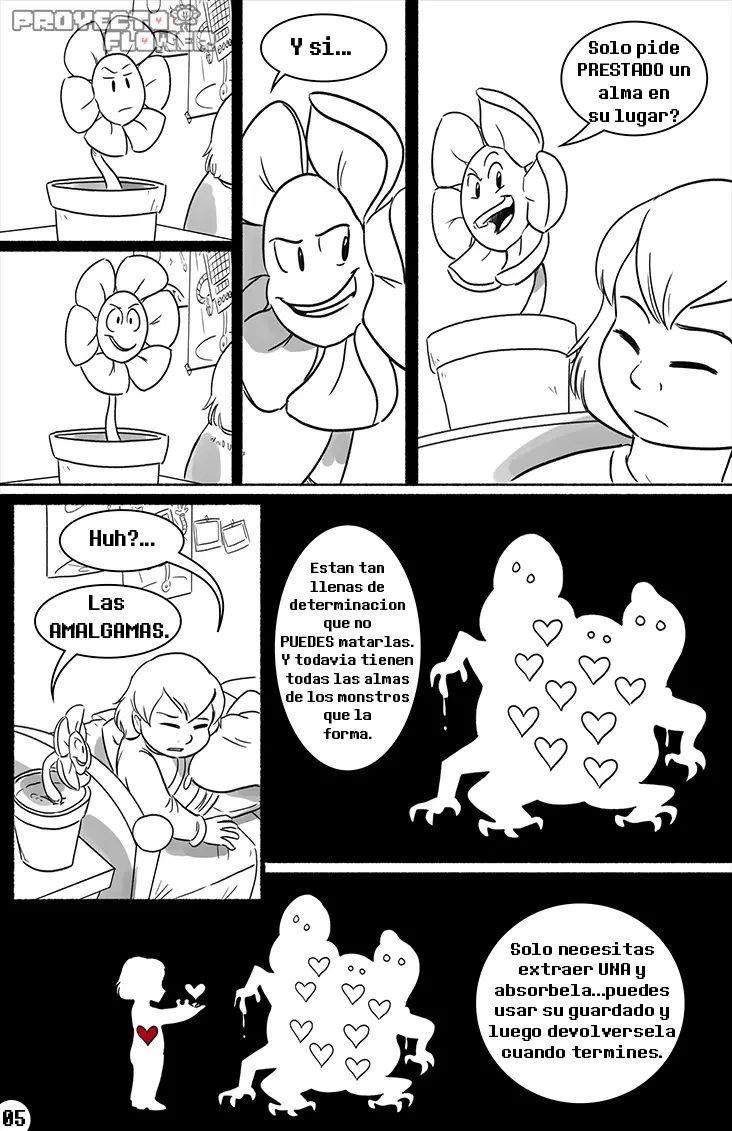 PROYECTO
FLOWER
Y si...
Solo pide
PRESTADO un
alma en
su lugar?
Huh?...
Las
AMALGAMAS.
Estan tan
llenas de
determinacion
que no
PUEDES matarlas.
Y todavia tienen
todas las almas
de los monstros
que la
forma.
Solo necesitas
extraer UNA y
absorbela...puedes
usar su guardado y
luego devolversela
cuando termines.
05